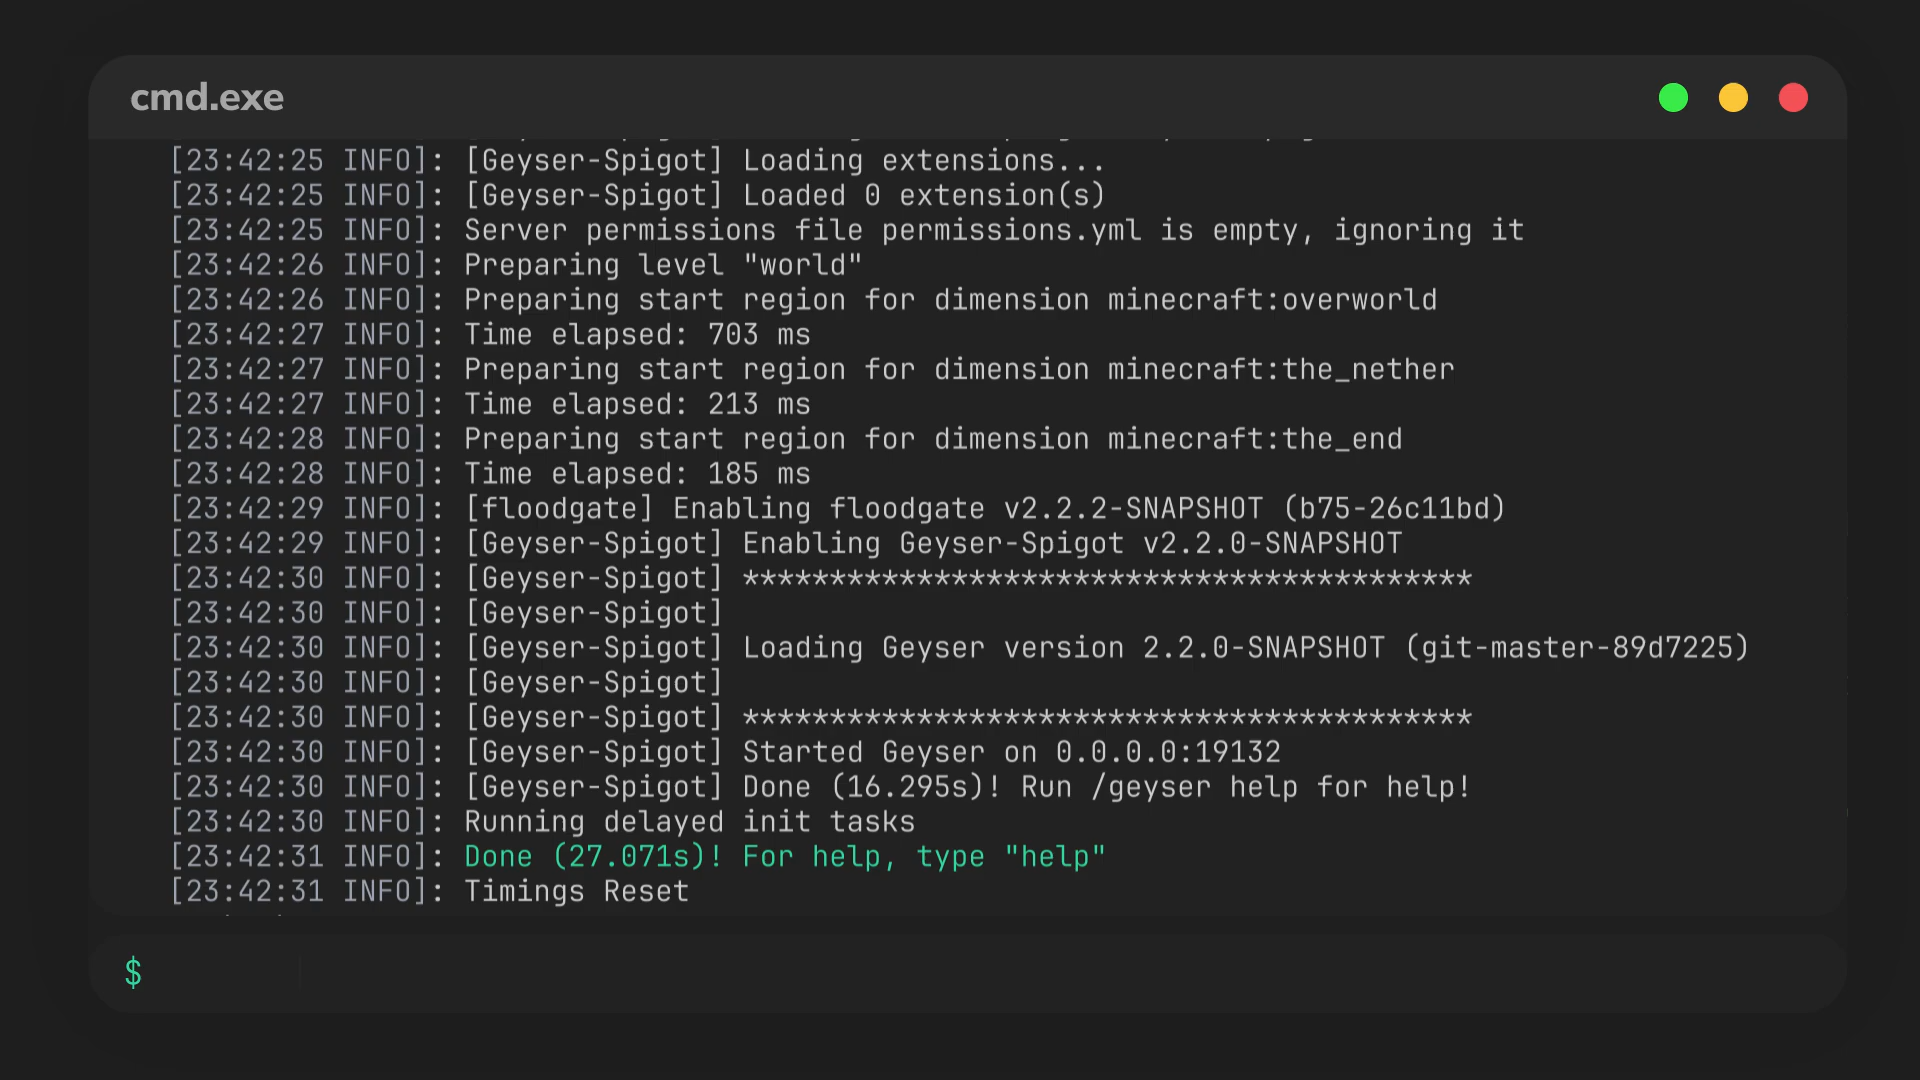 cmd.exe
[23:42:25 INFO]: [Geyser-Spigot] Loading extensions...
[23:42:25 INFO]: [Geyser-Spigot] Loaded 0 extension(s)
[23:42:25 INFO]: Server permissions file permissions.yml is empty, ignoring it
[23:42:26 INFO]: Preparing level "world"
[23:42:26 INFO]: Preparing start region for dimension minecraft:overworld
[23:42:27 INFO]: Time elapsed: 703 ms
[23:42:27 INFO]: Preparing start region for dimension minecraft:the_nether
[23:42:27 INFO]: Time elapsed: 213 ms
[23:42:28 INFO]: Preparing start region for dimension minecraft:the_end
[23:42:28 INFO]: Time elapsed: 185 ms
[23:42:29 INFO]: [floodgate] Enabling floodgate v2.2.2-SNAPSHOT (b75-26c11bd)
[23:42:29 INFO]: [Geyser-Spigot] Enabling Geyser-Spigot v2.2.0-SNAPSHOT
[23:42:30 INFO]: [Geyser-Spigot] ******************************************
[23:42:30 INFO]: [Geyser-Spigot]
[23:42:30 INFO]: [Geyser-Spigot] Loading Geyser version 2.2.0-SNAPSHOT (git-master-89d7225)
[23:42:30 INFO]: [Geyser-Spigot]
[23:42:30 INFO]: [Geyser-Spigot] ******************************************
[23:42:30 INFO]: [Geyser-Spigot] Started Geyser on 0.0.0.0:19132
[23:42:30 INFO]: [Geyser-Spigot] Done (16.295s)! Run /geyser help for help!
[23:42:30 INFO]: Running delayed init tasks
[23:42:31 INFO]: Done (27.071s)! For help, type "help"
[23:42:31 INFO]: Timings Reset
$